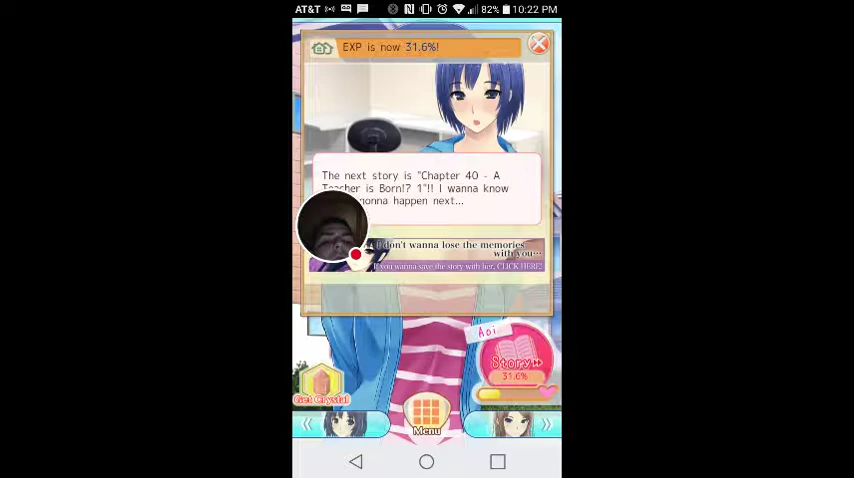 AT&T 82% 10:22 PM
EXP is now 31.6%!
The next story is "Chapter 40 - A
Teacher is Born!? 1"!! I wanna know
gonna happen next...
I don't wanna lose the memories
with you…
If you wanna save the story with her, CLICK HERE!
Aoi
Story
31.6%
Get Crystal
Menu